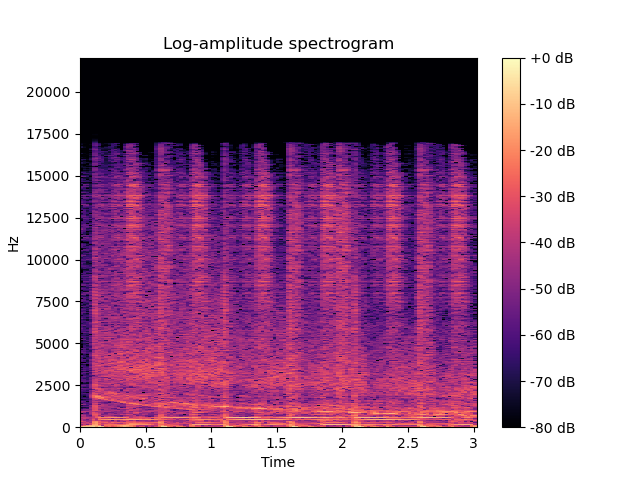 Log-amplitude spectrogram
Hz
20000
17500
15000
12500
10000
7500
5000
2500
0
0
0.5
1
1.5
2
2.5
3
Time
+0 dB
-10 dB
-20 dB
-30 dB
-40 dB
-50 dB
-60 dB
-70 dB
-80 dB